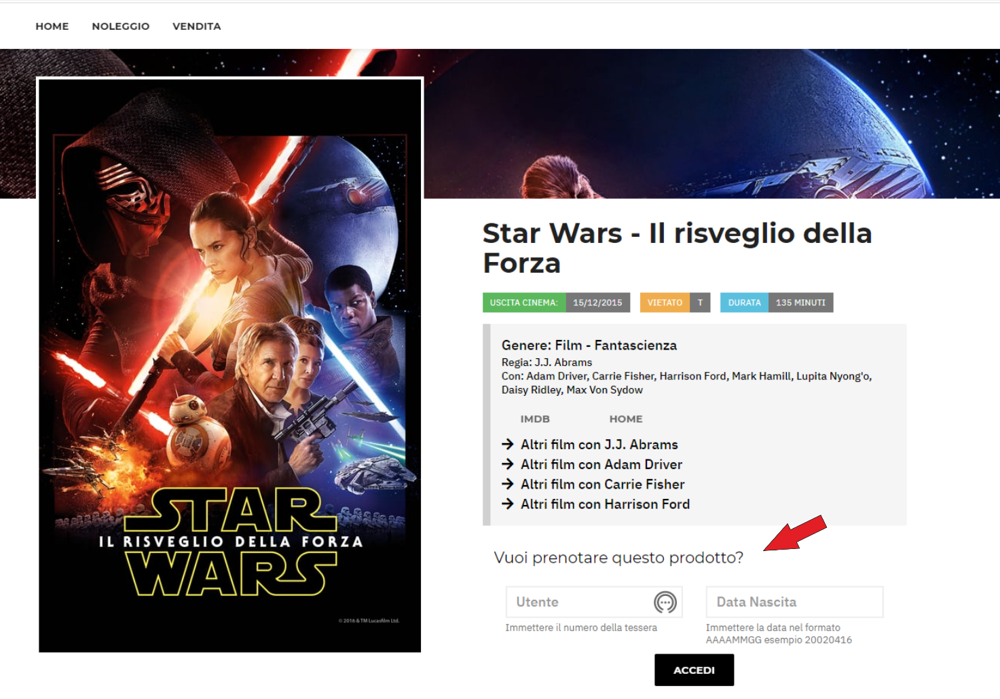 HOME NOLEGGIO VENDITA
STAR
IL RISVEGLIO DELLA FORZA
WARS
© 2016 & TM Lucasfilm Ltd.
Star Wars - Il risveglio della
Forza
USCITA CINEMA: 15/12/2015 VIETATO T DURATA 135 MINUTI
Genere: Film - Fantascienza
Regia: J.J. Abrams
Con: Adam Driver, Carrie Fisher, Harrison Ford, Mark Hamill, Lupita Nyong'o,
Daisy Ridley, Max Von Sydow
IMDB HOME
Altri film con J.J. Abrams
Altri film con Adam Driver
Altri film con Carrie Fisher
Altri film con Harrison Ford
Vuoi prenotare questo prodotto?
Utente
Immettere il numero della tessera
Data Nascita
Immettere la data nel formato
AAAAMMGG esempio 20020416
ACCEDI